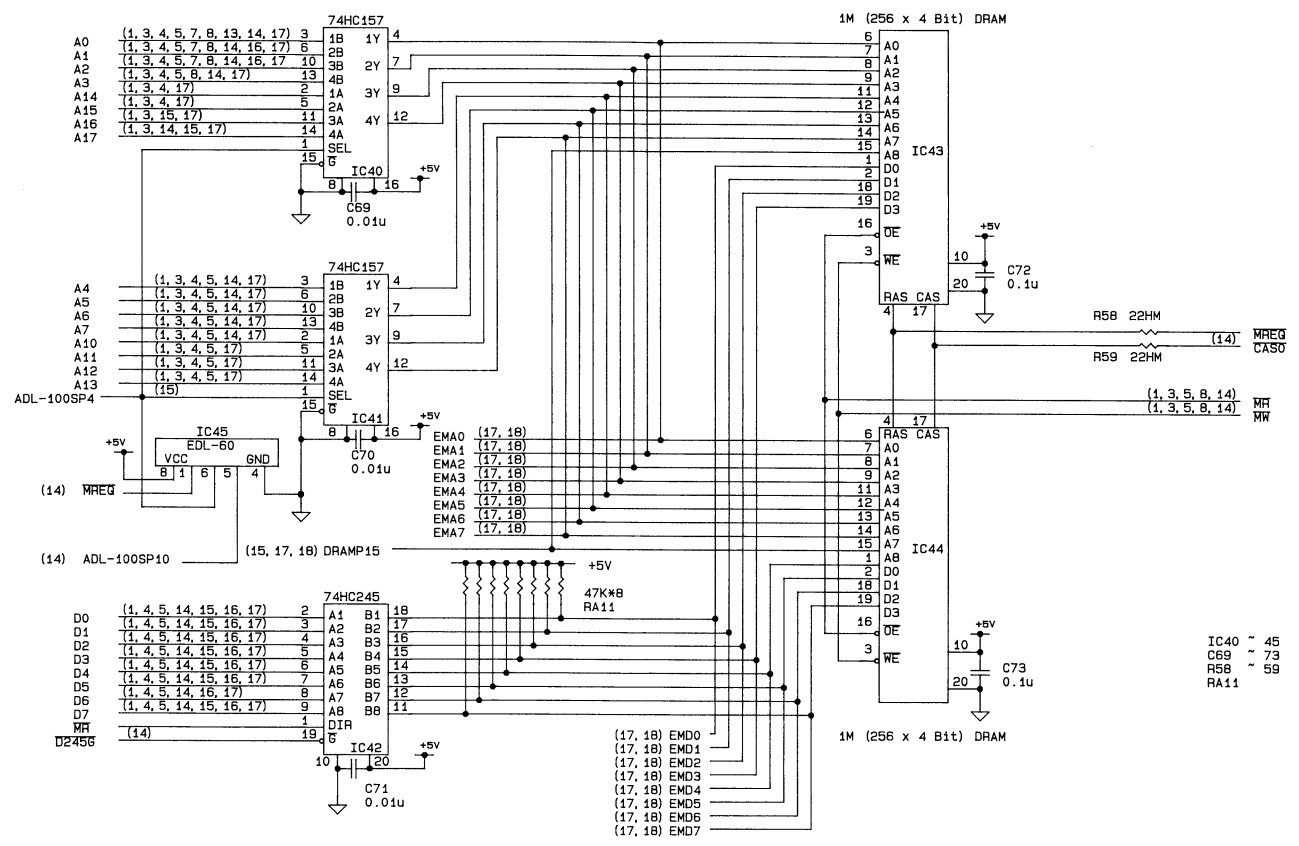 74HC157
1M (256 x 4 Bit) DRAM
A0 (1, 3, 4, 5, 7, 8, 13, 14, 17) 3 1B 1Y 4
A1 (1, 3, 4, 5, 7, 8, 14, 16, 17) 6 2B
A2 (1, 3, 4, 5, 7, 8, 14, 16, 17 10 3B 2Y 7
A3 (1, 3, 4, 5, 8, 14, 17) 13 4B
A14 (1, 3, 4, 17) 2 1A 3Y 9
A15 (1, 3, 4, 17) 5 2A
A16 (1, 3, 15, 17) 11 3A 4Y 12
A17 (1, 3, 14, 15, 17) 14 4A
1 SEL
15 G
IC40
8 16 +5V
C69
0.01u
6 A0
7 A1
8 A2
9 A3
11 A4
12 A5
13 A6
14 A7
15 A8
IC43
1 D0
2 D1
18 D2
19 D3
16 OE
3 WE
+5V
10
20
C72
0.1u
RAS CAS
4 17
74HC157
A4 (1, 3, 4, 5, 14, 17) 3 1B 1Y 4
A5 (1, 3, 4, 5, 14, 17) 6 2B
A6 (1, 3, 4, 5, 14, 17) 10 3B 2Y 7
A7 (1, 3, 4, 5, 14, 17) 13 4B
A10 (1, 3, 4, 5, 14, 17) 2 1A 3Y 9
A11 (1, 3, 4, 5, 17) 5 2A
A12 (1, 3, 4, 5, 17) 11 3A 4Y 12
A13 (1, 3, 4, 5, 17) 14 4A
ADL-100SP4 (15) 1 SEL
15 G
IC41
8 16 +5V
C70
0.01u
R58 22HM
(14) MREQ
R59 22HM
CASO
(1, 3, 5, 8, 14) MR
(1, 3, 5, 8, 14) MW
IC45
+5V EDL-60
VCC GND
8 1 6 5 4
(14) MREQ
(14) ADL-100SP10
EMA0 (17, 18)
EMA1 (17, 18)
EMA2 (17, 18)
EMA3 (17, 18)
EMA4 (17, 18)
EMA5 (17, 18)
EMA6 (17, 18)
EMA7 (17, 18)
(15, 17, 18) DRAMP15
4 17
RAS CAS
6 A0
7 A1
8 A2
9 A3
11 A4
12 A5
13 A6
14 A7
15 A8
IC44
1 D0
2 D1
18 D2
19 D3
16 OE
3 WE
+5V
10
20
C73
0.1u
1M (256 x 4 Bit) DRAM
+5V
47K*8
RA11
74HC245
D0 (1, 4, 5, 14, 15, 16, 17) 2 A1 B1 18
D1 (1, 4, 5, 14, 15, 16, 17) 3 A2 B2 17
D2 (1, 4, 5, 14, 15, 16, 17) 4 A3 B3 16
D3 (1, 4, 5, 14, 15, 16, 17) 5 A4 B4 15
D4 (1, 4, 5, 14, 15, 16, 17) 6 A5 B5 14
D5 (1, 4, 5, 14, 15, 16, 17) 7 A6 B6 13
D6 (1, 4, 5, 14, 16, 17) 8 A7 B7 12
D7 (1, 4, 5, 14, 15, 16, 17) 9 A8 B8 11
MR 1 DIR
D245G (14) 19 G
IC42
10 20 +5V
C71
0.01u
(17, 18) EMD0
(17, 18) EMD1
(17, 18) EMD2
(17, 18) EMD3
(17, 18) EMD4
(17, 18) EMD5
(17, 18) EMD6
(17, 18) EMD7
IC40 ~ 45
C69 ~ 73
R58 ~ 59
RA11